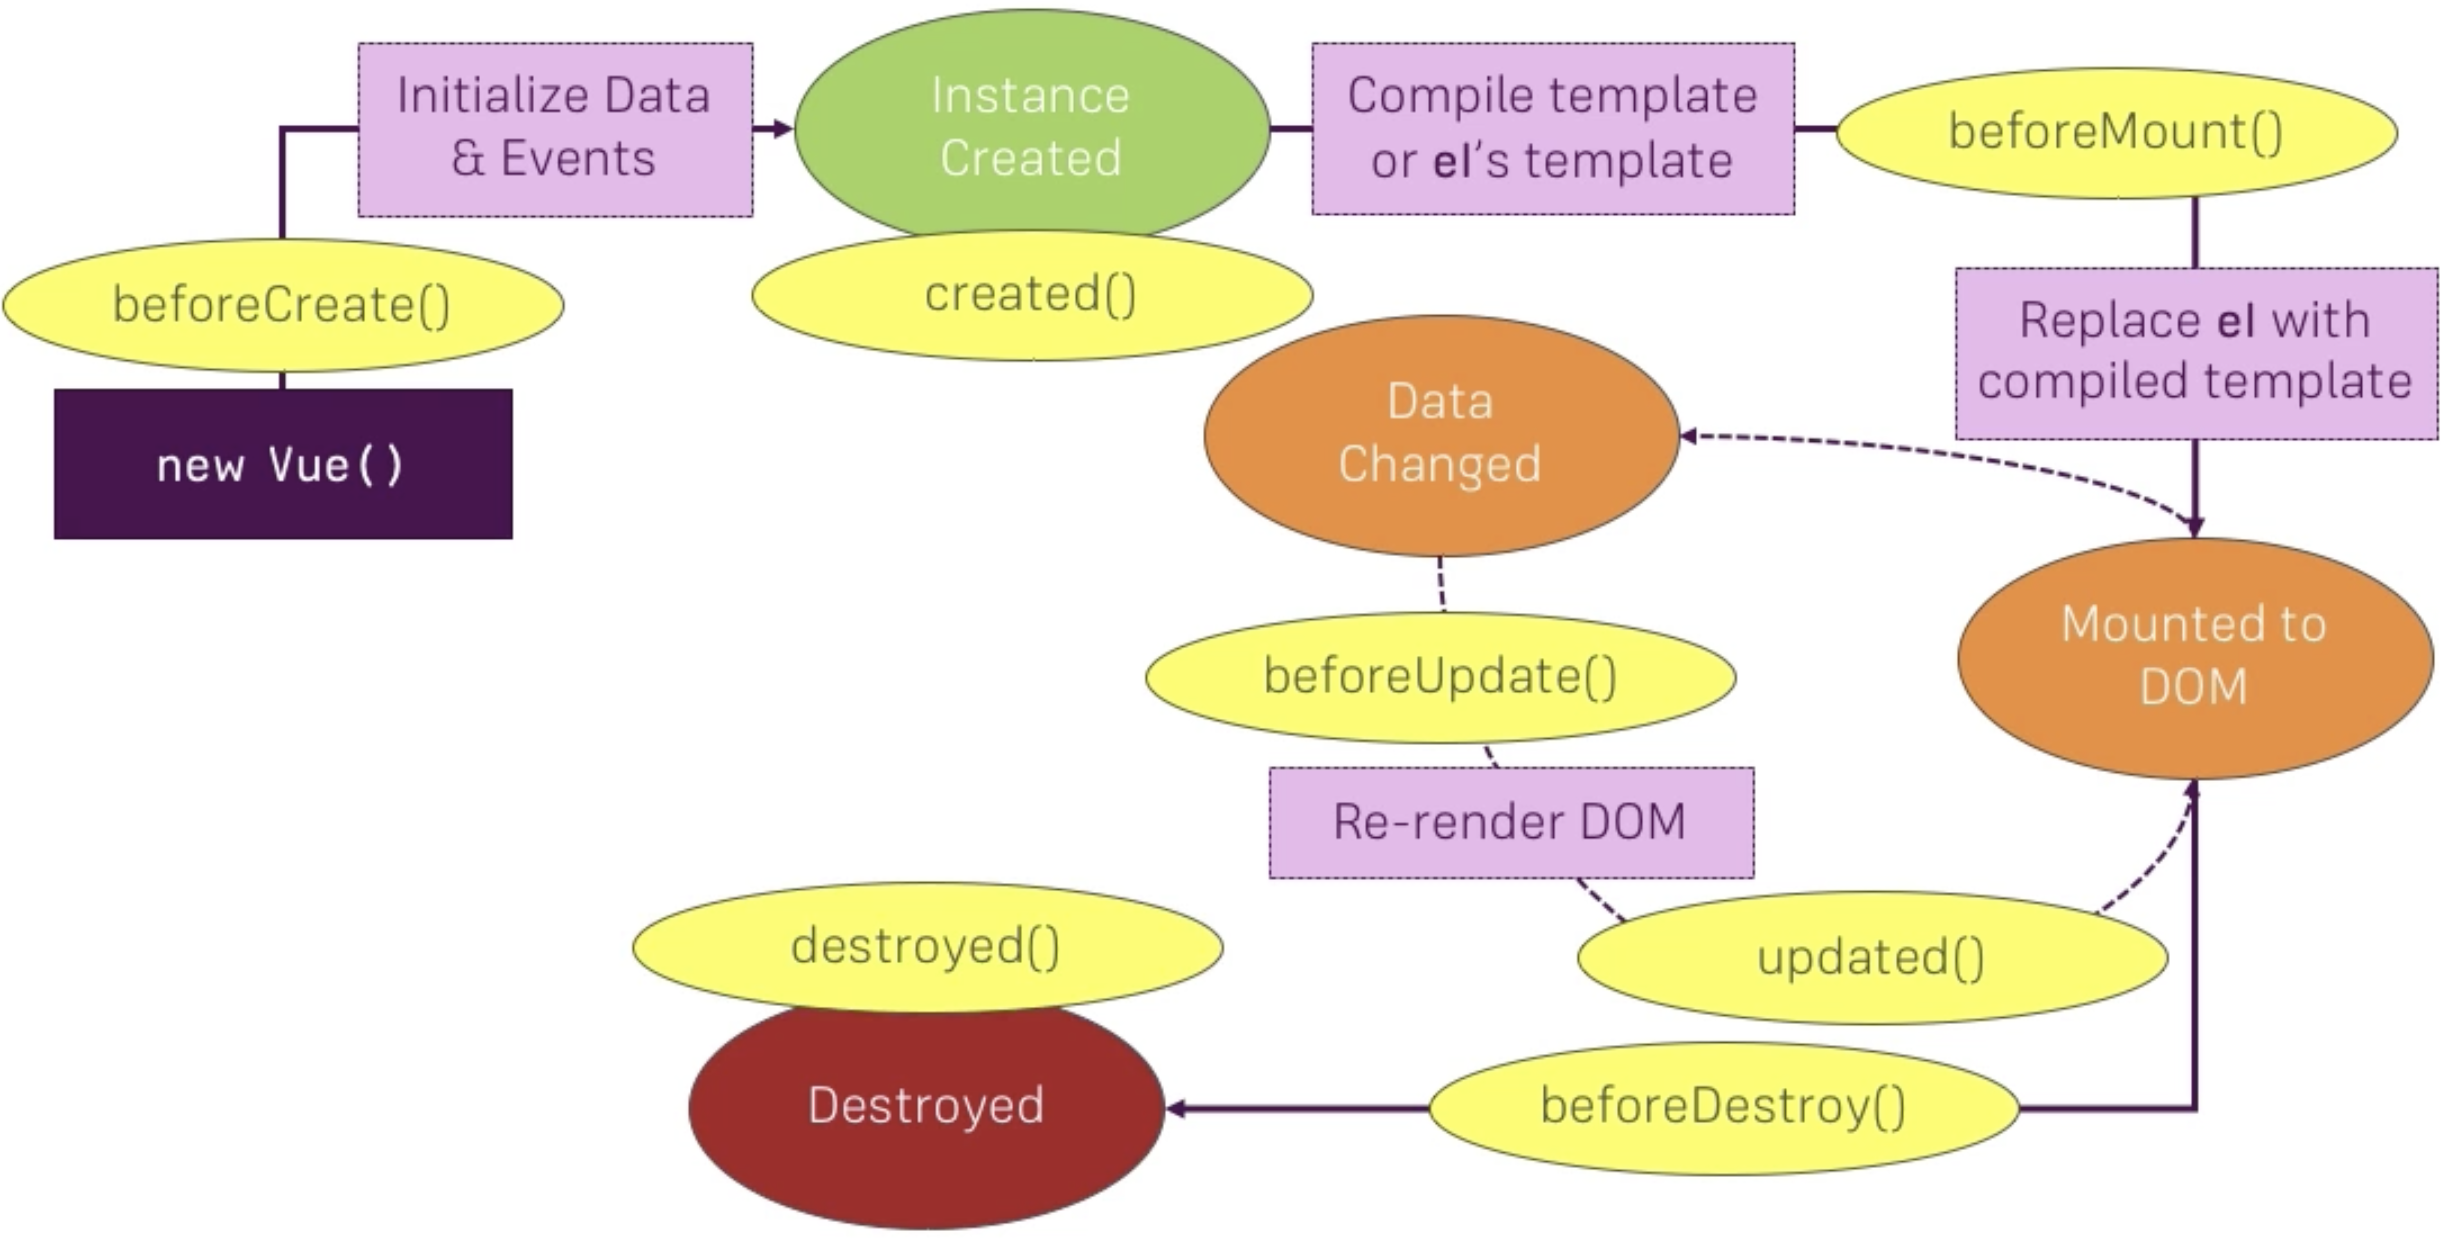 Initialize Data
& Events
Instance
Created
Compile template
or el's template
beforeMount()
beforeCreate()
created()
Replace el with
compiled template
new Vue()
Data
Changed
Mounted to
DOM
beforeUpdate()
Re-render DOM
updated()
destroyed()
Destroyed
beforeDestroy()